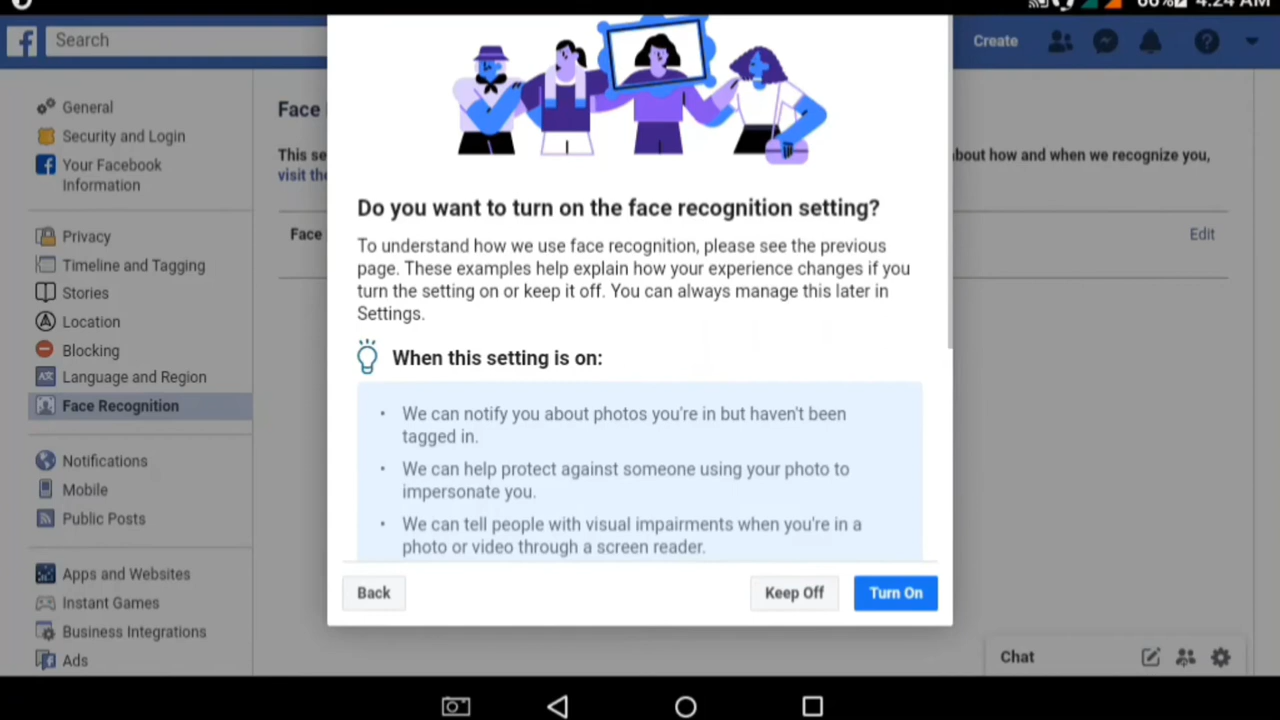 4:24 AM
Search
Create
General
Security and Login
Your Facebook
Information
Privacy
Timeline and Tagging
Stories
Location
Blocking
Language and Region
Face Recognition
Notifications
Mobile
Public Posts
Apps and Websites
Instant Games
Business Integrations
Ads
Face
This se
about how and when we recognize you,
visit the
Face
Edit
Do you want to turn on the face recognition setting?
To understand how we use face recognition, please see the previous
page. These examples help explain how your experience changes if you
turn the setting on or keep it off. You can always manage this later in
Settings.
When this setting is on:
• We can notify you about photos you're in but haven't been
tagged in.
• We can help protect against someone using your photo to
impersonate you.
• We can tell people with visual impairments when you're in a
photo or video through a screen reader.
Back
Keep Off
Turn On
Chat